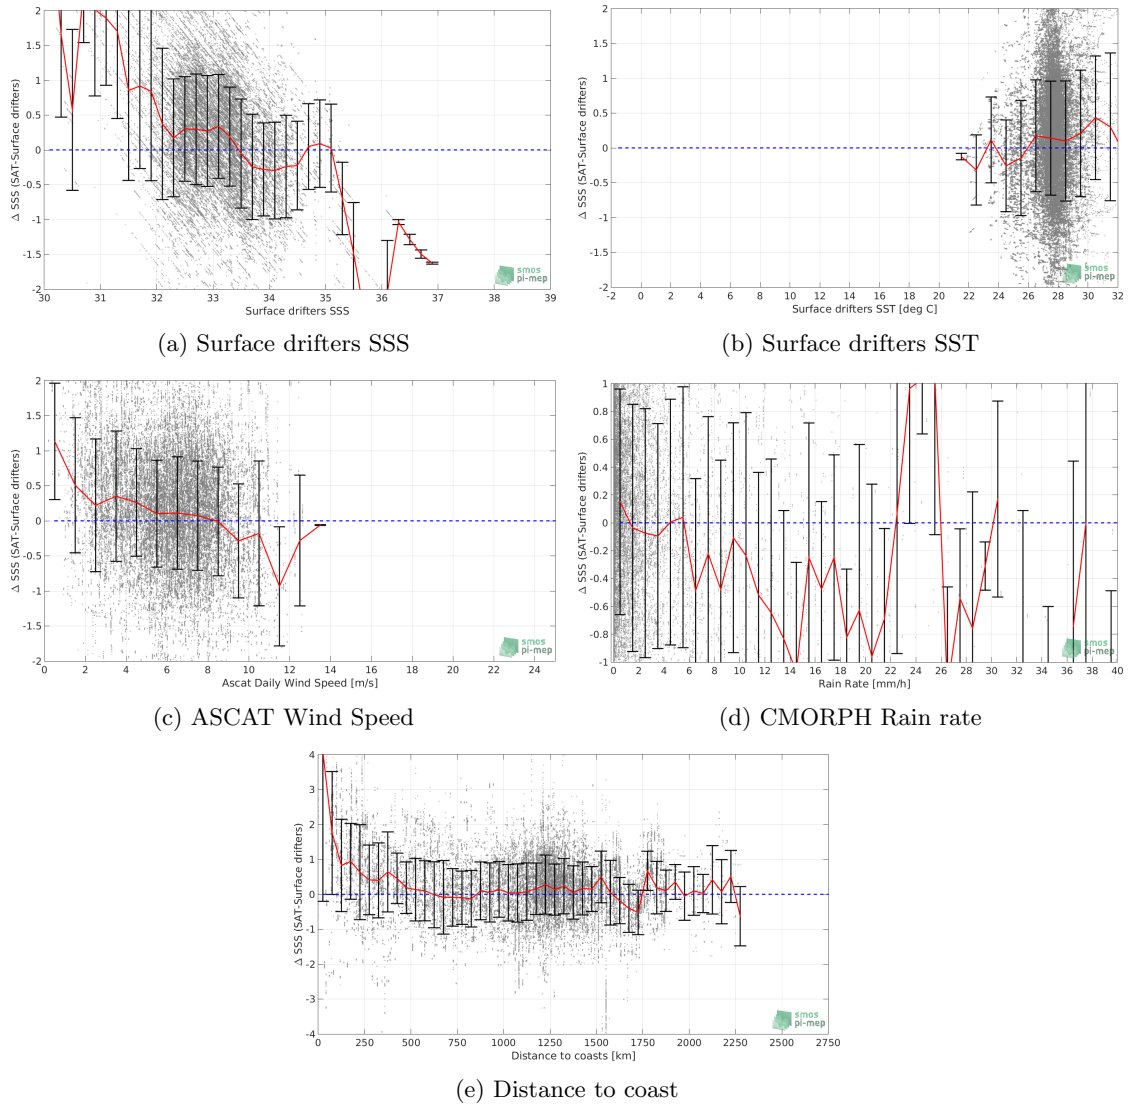 Δ SSS (SAT-Surface drifters)
2
1.5
1
0.5
0
-0.5
-1
-1.5
-2
30 31 32 33 34 35 36 37 38 39
Surface drifters SSS
smos
pi-mep
(a) Surface drifters SSS
Δ SSS (SAT-Surface drifters)
2
1.5
1
0.5
0
-0.5
-1
-1.5
-2
-2 0 2 4 6 8 10 12 14 16 18 20 22 24 26 28 30 32
Surface drifters SST [deg C]
smos
pi-mep
(b) Surface drifters SST
Δ SSS (SAT-Surface drifters)
2
1.5
1
0.5
0
-0.5
-1
-1.5
-2
0 2 4 6 8 10 12 14 16 19 20 22 24
Ascat Daily Wind Speed [m/s]
smos
pi-mep
(c) ASCAT Wind Speed
Δ SSS (SAT-Surface drifters)
1
0.8
0.6
0.4
0.2
0
-0.2
-0.4
-0.6
-0.8
-1
0 2 4 6 8 10 12 14 16 18 20 22 24 26 28 30 32 34 36 38 40
Rain Rate [mm/h]
smos
pi-mep
(d) CMORPH Rain rate
Δ SSS (SAT-Surface drifters)
4
3
2
1
0
-1
-2
-3
-4
0 250 500 750 1000 1250 1500 1750 2000 2250 2500 2750
Distance to coasts [km]
smos
pi-mep
(e) Distance to coast